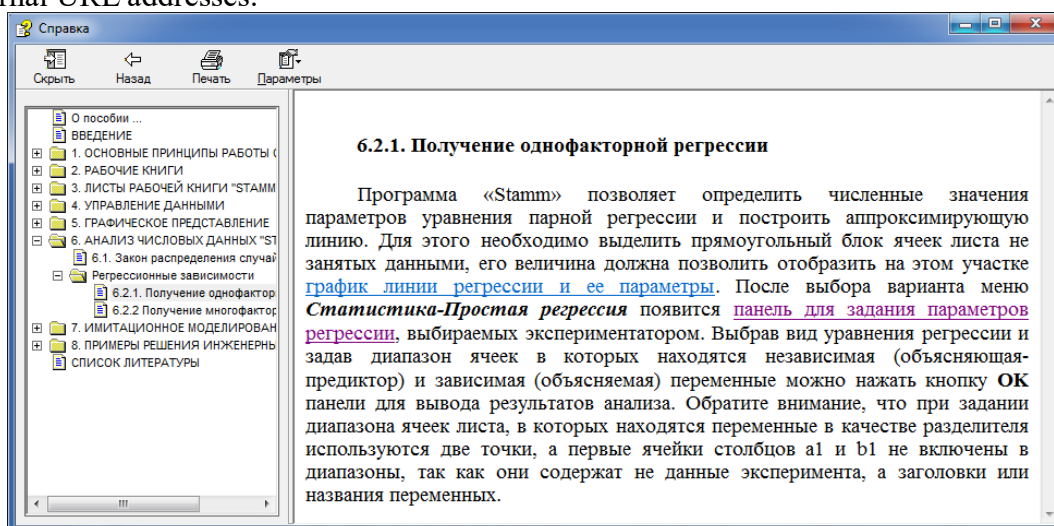 URL addresses.
Справка
Скрыть Назад Печать Параметры
О пособии ...
ВВЕДЕНИЕ
1. ОСНОВНЫЕ ПРИНЦИПЫ РАБОТЫ
2. РАБОЧИЕ КНИГИ
3. ЛИСТЫ РАБОЧЕЙ КНИГИ "STAMM
4. УПРАВЛЕНИЕ ДАННЫМИ
5. ГРАФИЧЕСКОЕ ПРЕДСТАВЛЕНИЕ
6. АНАЛИЗ ЧИСЛОВЫХ ДАННЫХ "ST
6.1. Закон распределения случай
Регрессионные зависимости
6.2.1. Получение однофактор
6.2.2 Получение многофактор
7. ИМИТАЦИОННОЕ МОДЕЛИРОВАН
8. ПРИМЕРЫ РЕШЕНИЯ ИНЖЕНЕРНЬ
СПИСОК ЛИТЕРАТУРЫ
6.2.1. Получение однофакторной регрессии
Программа «Stamm» позволяет определить численные значения
параметров уравнения парной регрессии и построить аппроксимирующую
линию. Для этого необходимо выделить прямоугольный блок ячеек листа не
занятых данными, его величина должна позволить отобразить на этом участке
график линии регрессии и ее параметры. После выбора варианта меню
Статистика-Простая регрессия появится панель для задания параметров
регрессии, выбираемых экспериментатором. Выбрав вид уравнения регрессии и
задав диапазон ячеек в которых находятся независимая (объясняющая-
предиктор) и зависимая (объясняемая) переменные можно нажать кнопку OK
панели для вывода результатов анализа. Обратите внимание, что при задании
диапазона ячеек листа, в которых находятся переменные в качестве разделителя
используются две точки, а первые ячейки столбцов a1 и b1 не включены в
диапазоны, так как они содержат не данные эксперимента, а заголовки или
названия переменных.